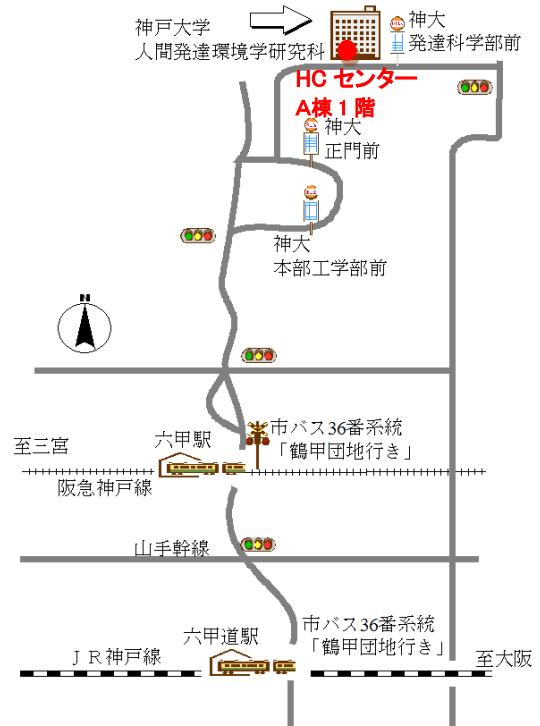 神戸大学
人間発達環境学研究科
神大
発達科学部前
HC センター
A棟１階
神大
正門前
神大
本部工学部前
N
市バス36番系統
「鶴甲団地行き」
六甲駅
至三宮
阪急神戸線
山手幹線
市バス36番系統
「鶴甲団地行き」
六甲道駅
ＪＲ神戸線
至大阪